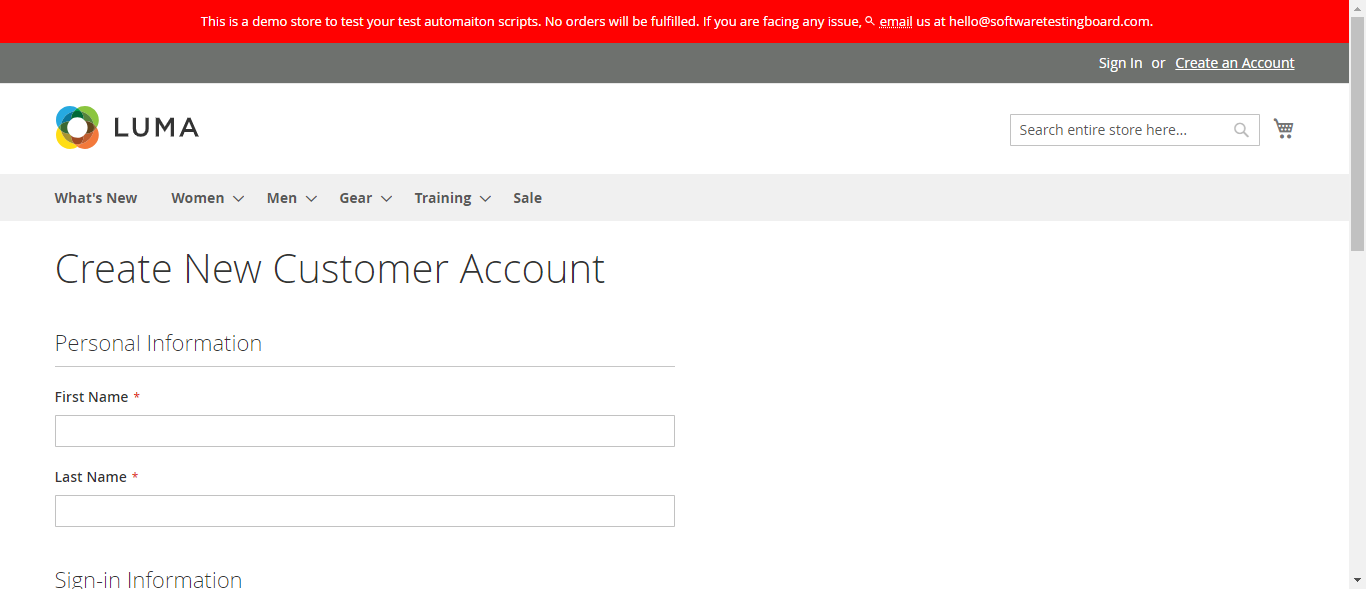 This is a demo store to test your test automaiton scripts. No orders will be fulfilled. If you are facing any issue, email us at hello@softwaretestingboard.com.
Sign In or Create an Account
LUMA
Search entire store here...
What's New Women Men Gear Training Sale
Create New Customer Account
Personal Information
First Name *
Last Name *
Sign-in Information